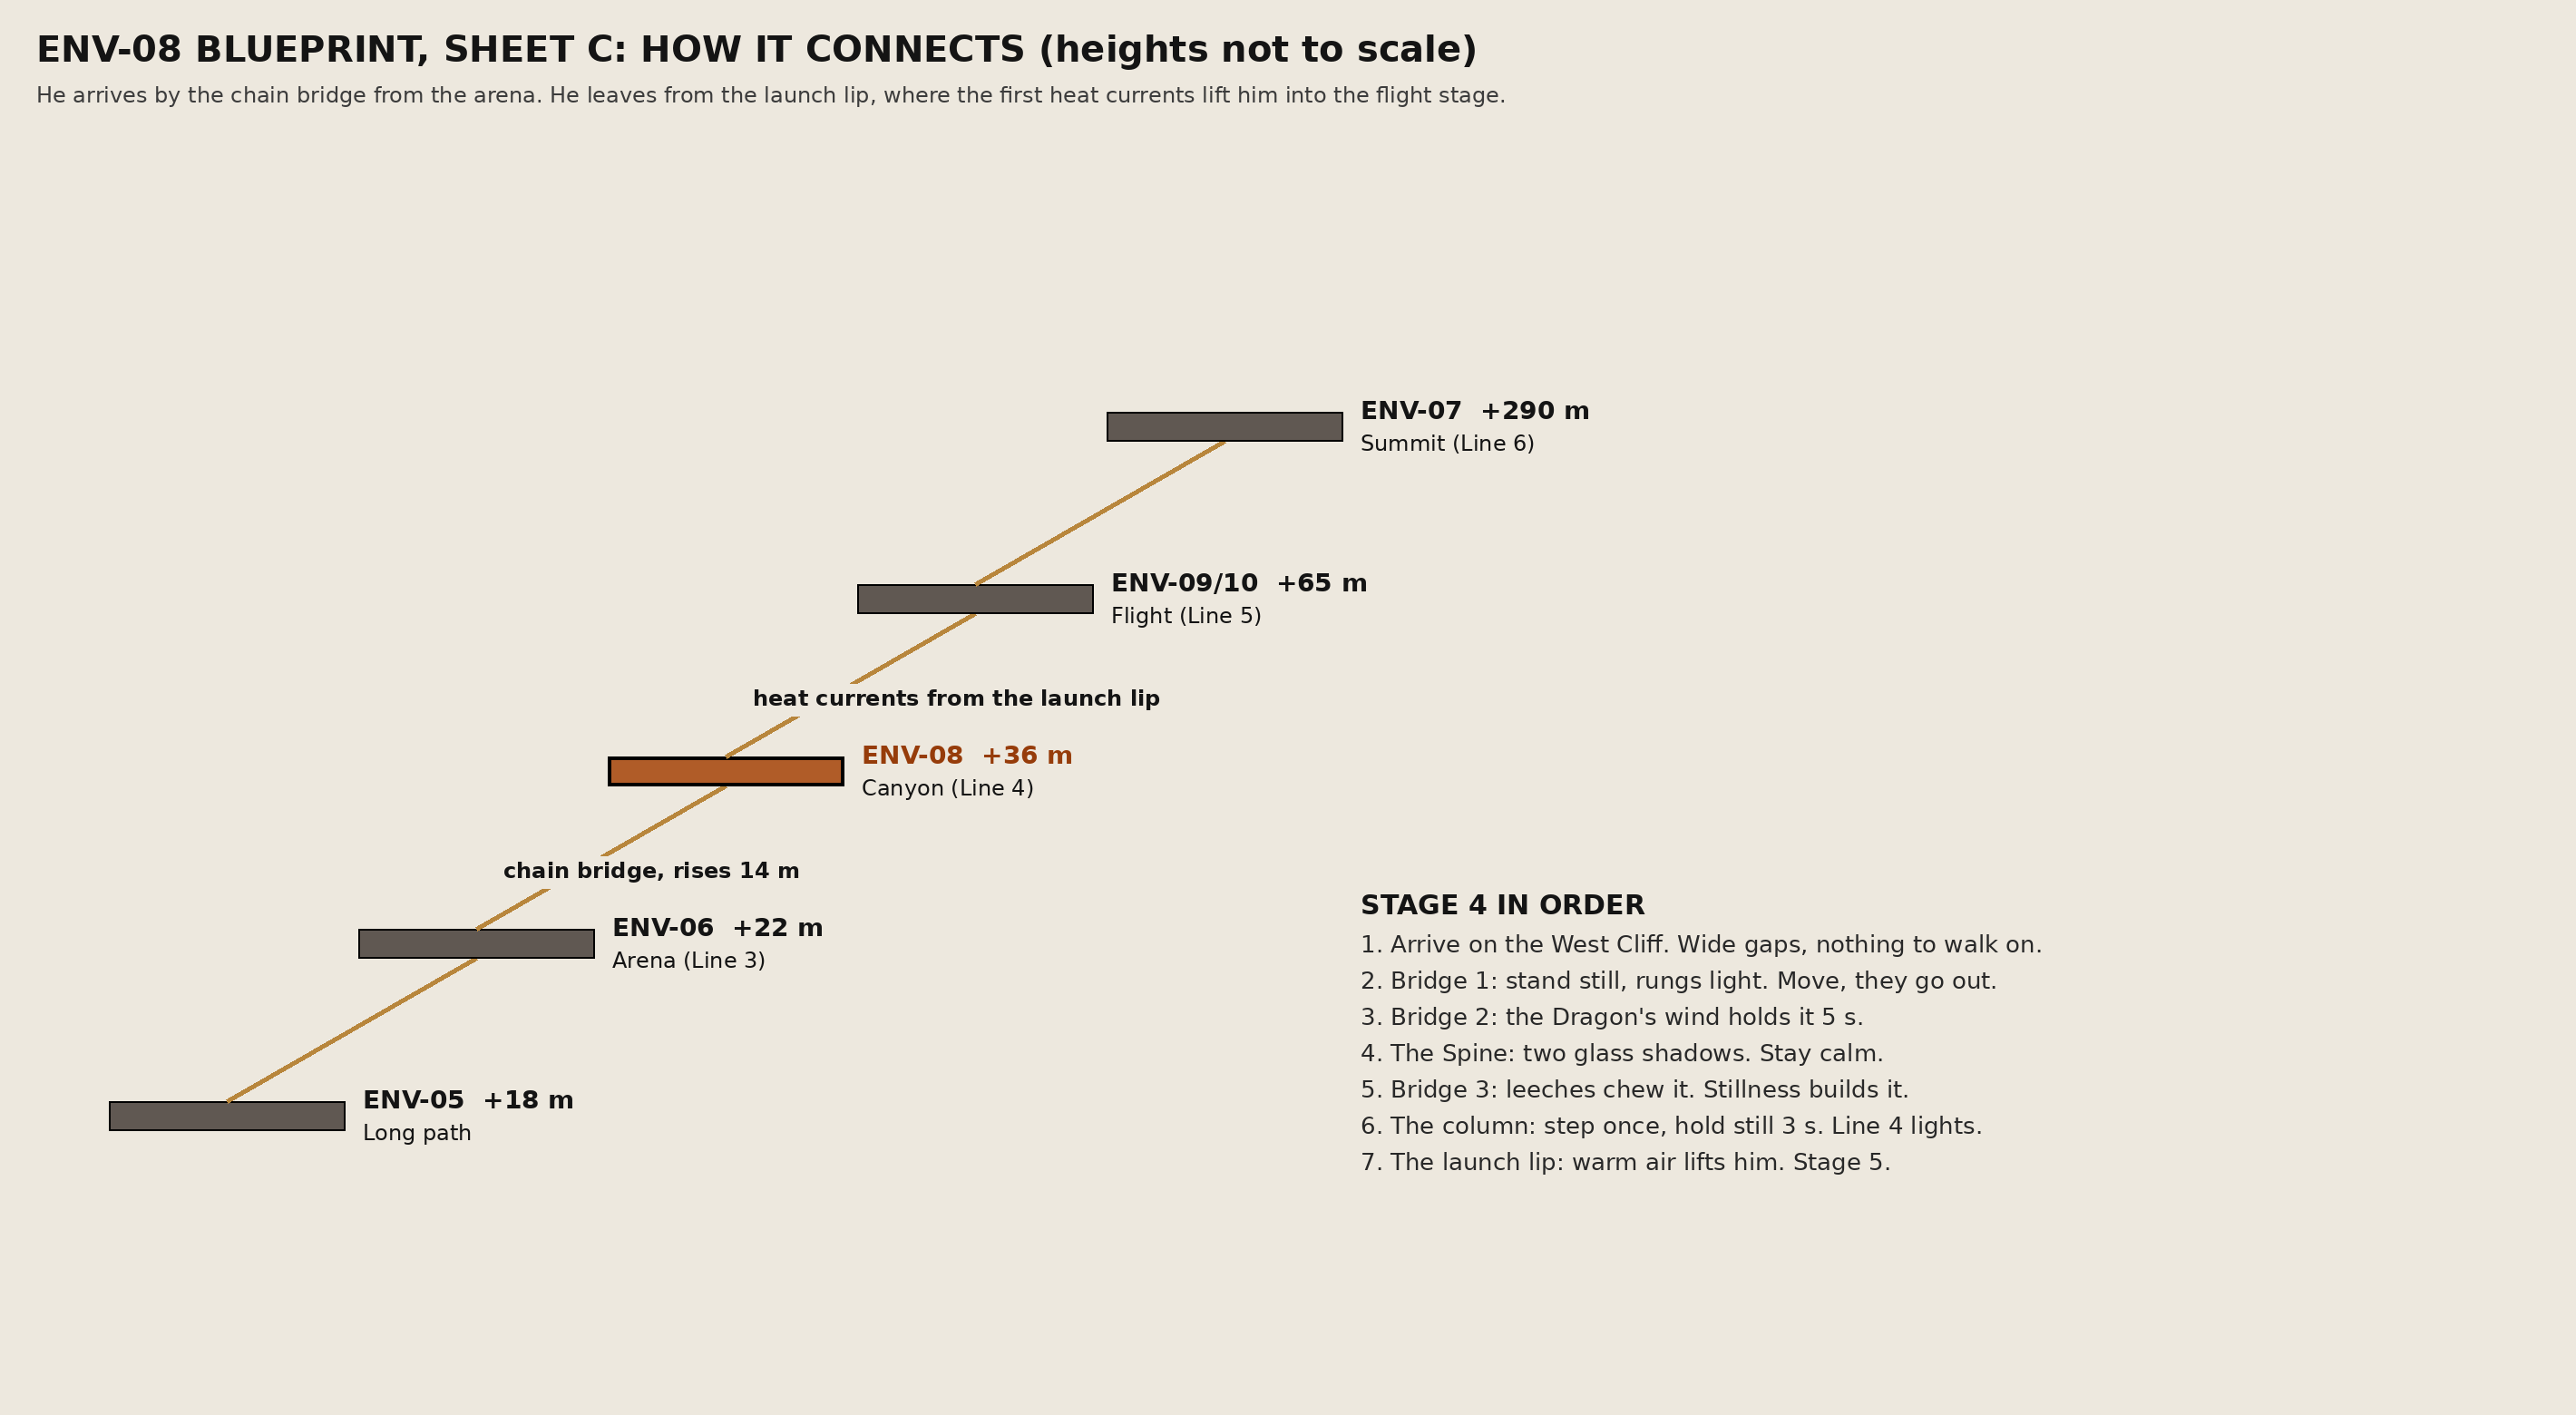 ENV-08 BLUEPRINT, SHEET C: HOW IT CONNECTS (heights not to scale)
He arrives by the chain bridge from the arena. He leaves from the launch lip, where the first heat currents lift him into the flight stage.
ENV-07 +290 m
Summit (Line 6)
ENV-09/10 +65 m
Flight (Line 5)
heat currents from the launch lip
ENV-08 +36 m
Canyon (Line 4)
chain bridge, rises 14 m
ENV-06 +22 m
Arena (Line 3)
ENV-05 +18 m
Long path
STAGE 4 IN ORDER
1. Arrive on the West Cliff. Wide gaps, nothing to walk on.
2. Bridge 1: stand still, rungs light. Move, they go out.
3. Bridge 2: the Dragon's wind holds it 5 s.
4. The Spine: two glass shadows. Stay calm.
5. Bridge 3: leeches chew it. Stillness builds it.
6. The column: step once, hold still 3 s. Line 4 lights.
7. The launch lip: warm air lifts him. Stage 5.